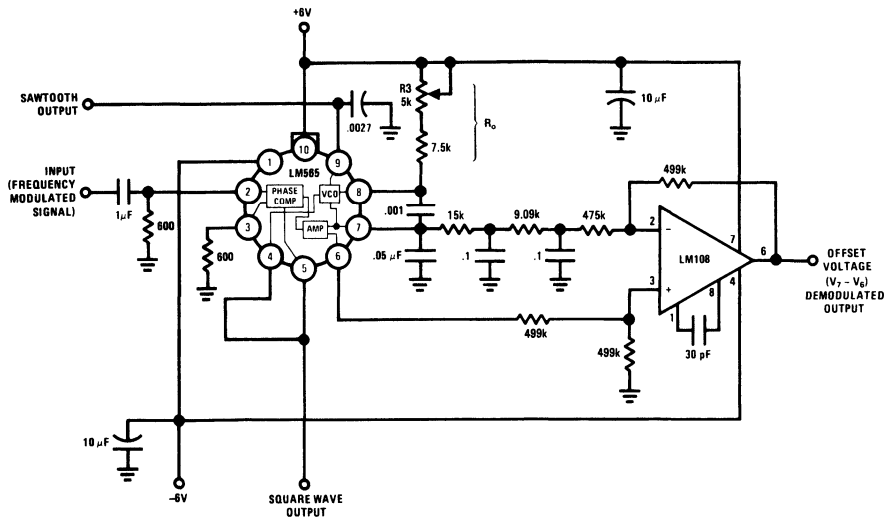 +6V
SAWTOOTH
OUTPUT
.0027
R3
5k
Ro
7.5k
10 μF
INPUT
(FREQUENCY
MODULATED
SIGNAL)
1μF
600
600
LM565
1
10
9
2
8
3
7
4
5
6
PHASE
COMP
VCO
AMP
.001
15k
9.09k
475k
499k
.05 μF
.1
.1
2
−
7
6
LM108
3
+
8
4
1
30 pF
OFFSET
VOLTAGE
(V7 – V6)
DEMODULATED
OUTPUT
499k
499k
10 μF
–6V
SQUARE WAVE
OUTPUT